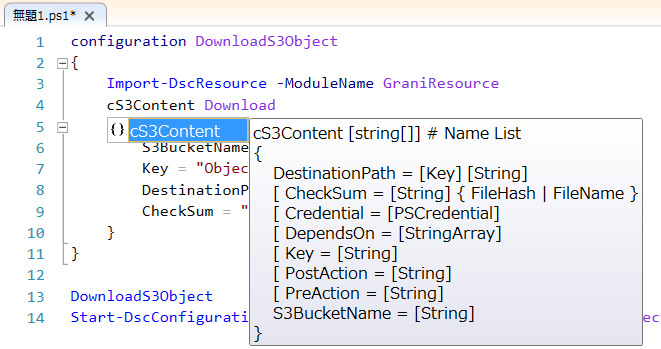 無題1.ps1*
1 configuration DownloadS3Object
2 {
3 Import-DscResource -ModuleName GraniResource
4 cS3Content Download
5
{} cS3Content
6 S3BucketName
7 Key = "Objec
8 DestinationP
9 CheckSum = "
10 }
11 }
12
13 DownloadS3Object
14 Start-DscConfigurati
ect
cS3Content [string[]] # Name List
{
DestinationPath = [Key] [String]
[ CheckSum = [String] { FileHash | FileName }
[ Credential = [PSCredential]
[ DependsOn = [StringArray]
[ Key = [String]
[ PostAction = [String]
[ PreAction = [String]
S3BucketName = [String]
}